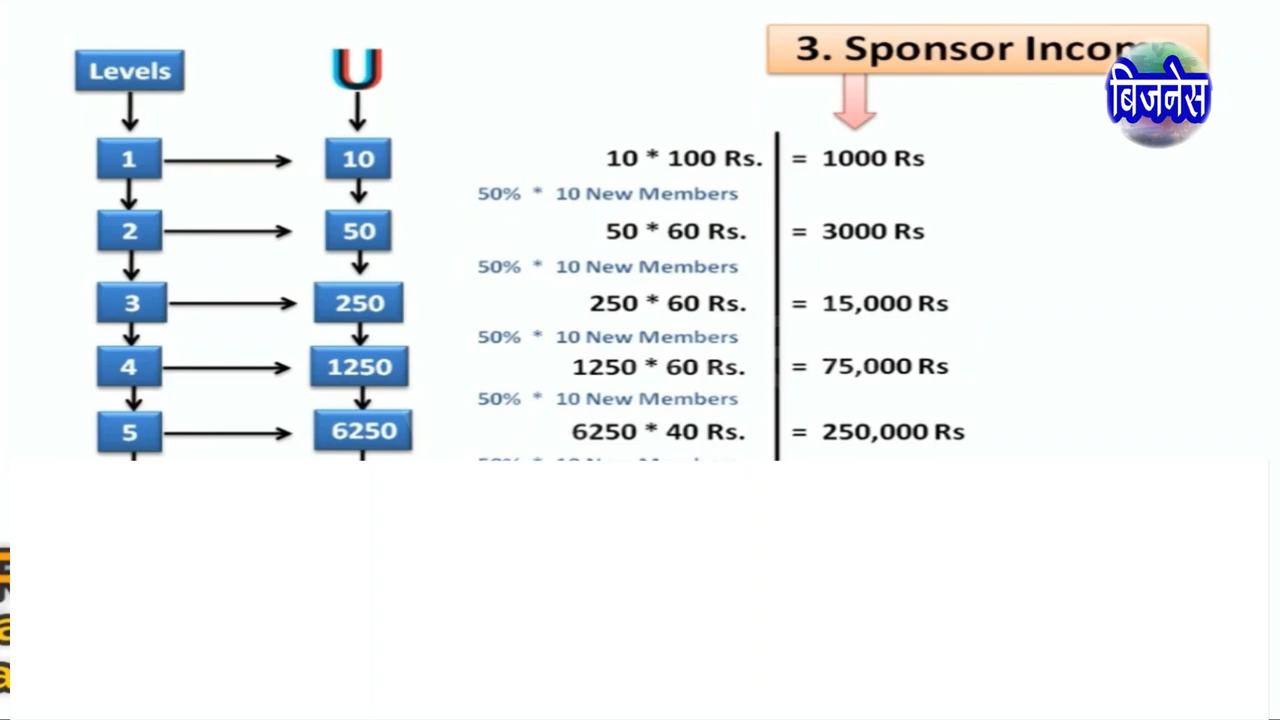 3. Sponsor Incom
बिजनेस
Levels U
1 10 10 * 100 Rs. = 1000 Rs
50% * 10 New Members
2 50 50 * 60 Rs. = 3000 Rs
50% * 10 New Members
3 250 250 * 60 Rs. = 15,000 Rs
50% * 10 New Members
4 1250 1250 * 60 Rs. = 75,000 Rs
50% * 10 New Members
5 6250 6250 * 40 Rs. = 250,000 Rs